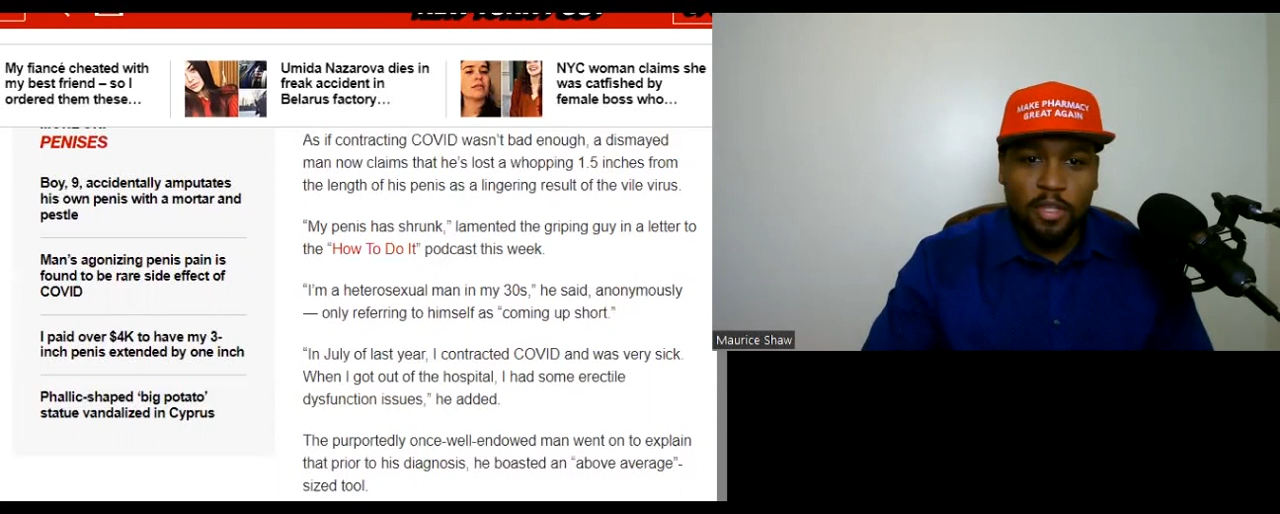 NEW YORK POST
My fiancé cheated with
my best friend – so I
ordered them these...
Umida Nazarova dies in
freak accident in
Belarus factory...
NYC woman claims she
was catfished by
female boss who...
PENISES
Boy, 9, accidentally amputates
his own penis with a mortar and
pestle
Man’s agonizing penis pain is
found to be rare side effect of
COVID
I paid over $4K to have my 3-
inch penis extended by one inch
Phallic-shaped ‘big potato’
statue vandalized in Cyprus
As if contracting COVID wasn’t bad enough, a dismayed
man now claims that he’s lost a whopping 1.5 inches from
the length of his penis as a lingering result of the vile virus.
“My penis has shrunk,” lamented the griping guy in a letter to
the “How To Do It” podcast this week.
“I’m a heterosexual man in my 30s,” he said, anonymously
— only referring to himself as “coming up short.”
“In July of last year, I contracted COVID and was very sick.
When I got out of the hospital, I had some erectile
dysfunction issues,” he added.
The purportedly once-well-endowed man went on to explain
that prior to his diagnosis, he boasted an “above average”-
sized tool.
MAKE PHARMACY
GREAT AGAIN
Maurice Shaw